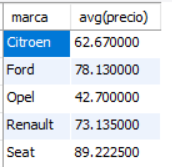 marca avg(precio)
Citroen 62.670000
Ford 78.130000
Opel 42.700000
Renault 73.135000
Seat 89.222500